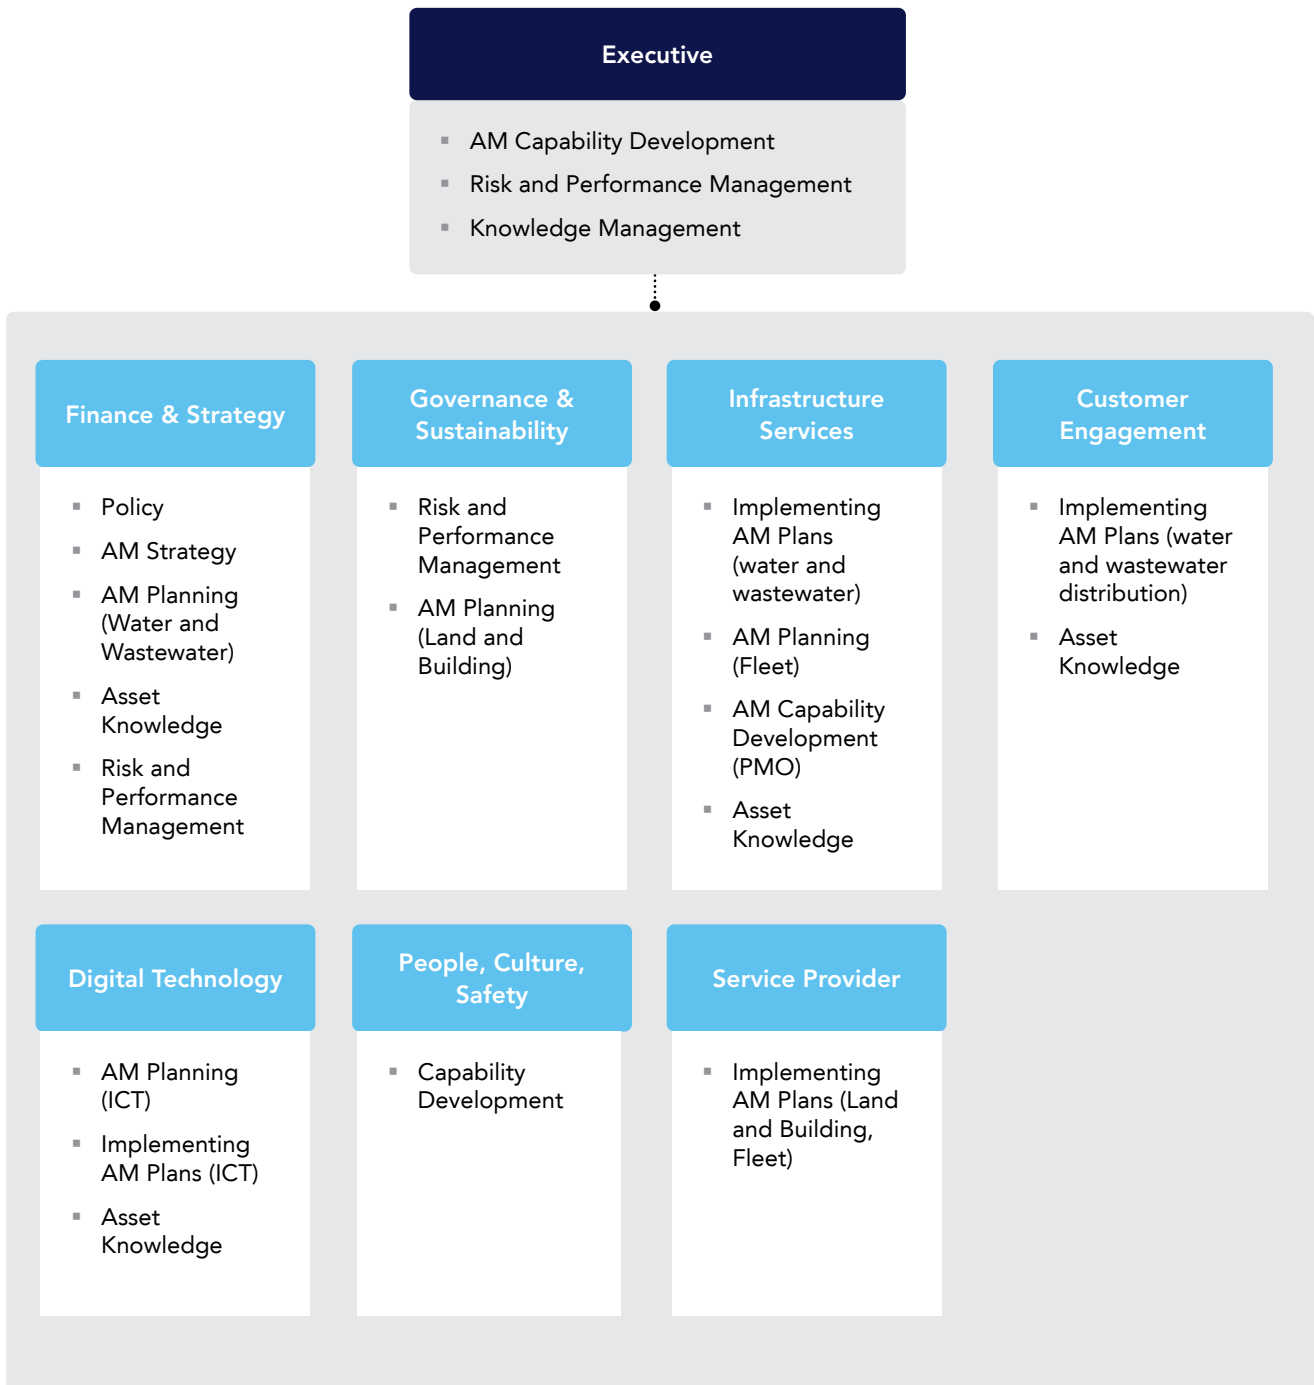 Executive
AM Capability Development
Risk and Performance Management
Knowledge Management
Finance & Strategy
Policy
AM Strategy
AM Planning
(Water and
Wastewater)
Asset
Knowledge
Risk and
Performance
Management
Governance &
Sustainability
Risk and
Performance
Management
AM Planning
(Land and
Building)
Infrastructure
Services
Implementing
AM Plans
(water and
wastewater)
AM Planning
(Fleet)
AM Capability
Development
(PMO)
Asset
Knowledge
Customer
Engagement
Implementing
AM Plans (water
and wastewater
distribution)
Asset
Knowledge
Digital Technology
AM Planning
(ICT)
Implementing
AM Plans (ICT)
Asset
Knowledge
People, Culture,
Safety
Capability
Development
Service Provider
Implementing
AM Plans (Land
and Building,
Fleet)